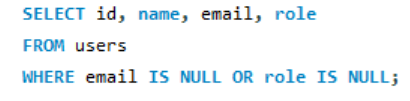 SELECT id, name, email, role
FROM users
WHERE email IS NULL OR role IS NULL;